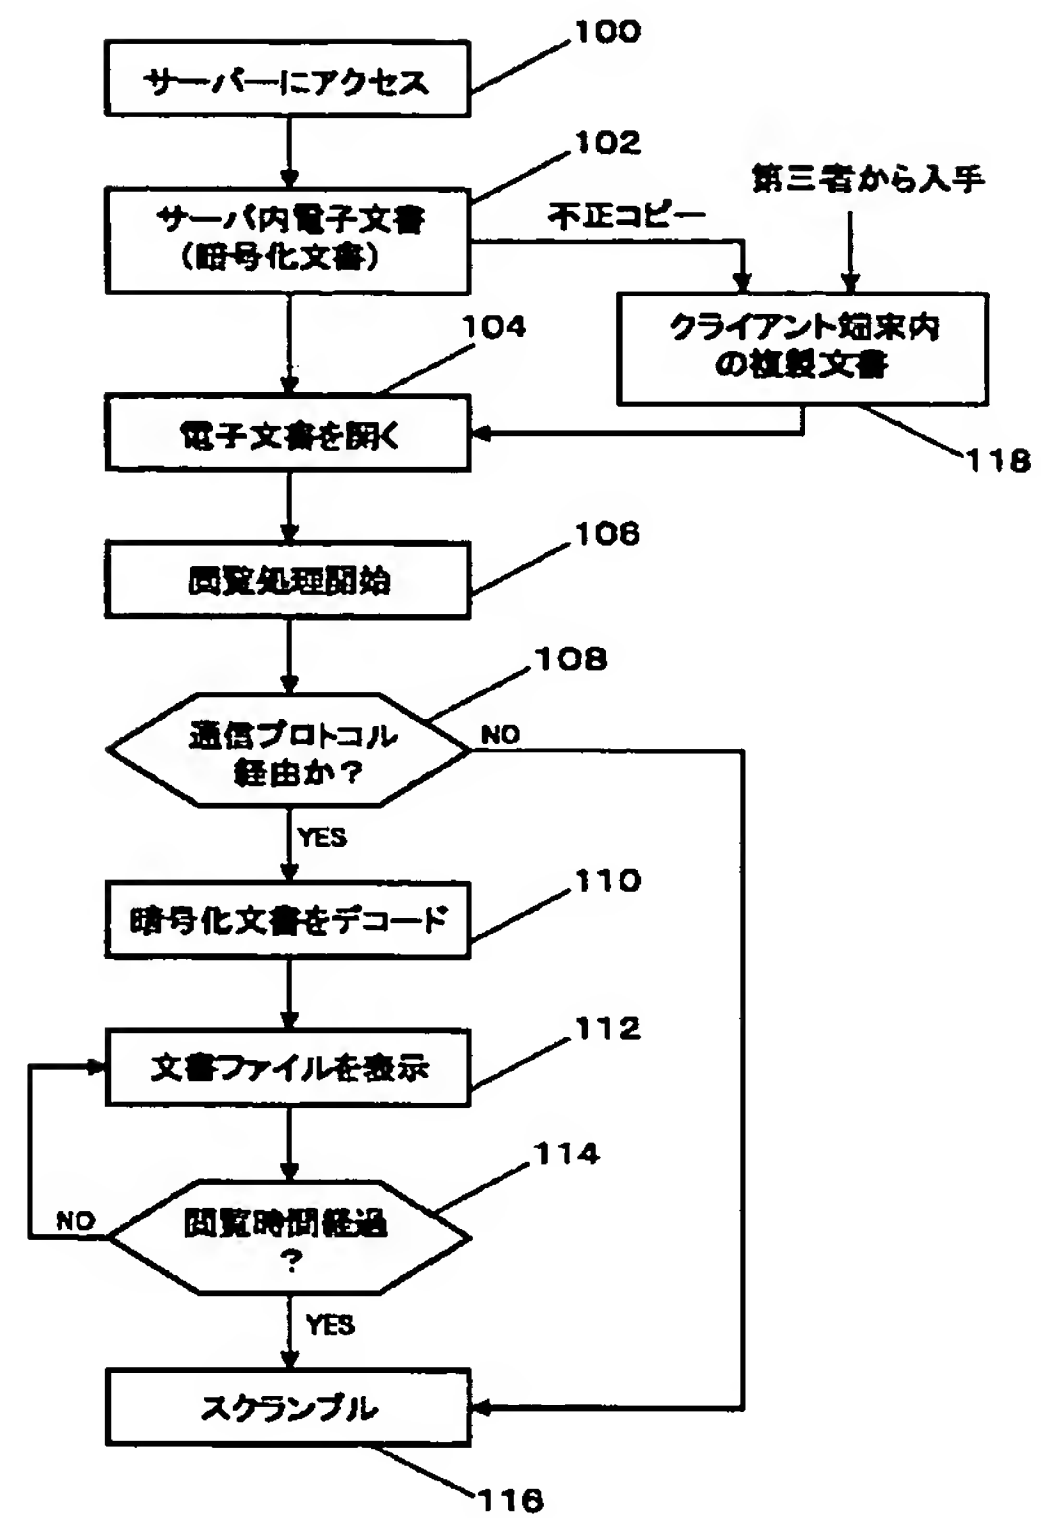 100
サーバーにアクセス
102
サーバ内電子文書
(暗号化文書)
不正コピー
第三者から入手
クライアント端末内
の複製文書
118
104
電子文書を開く
106
閲覧処理開始
108
通信プロトコル
経由か?
NO
YES
110
暗号化文書をデコード
112
文書ファイルを表示
114
閲覧時間経過
?
NO
YES
スクランブル
116